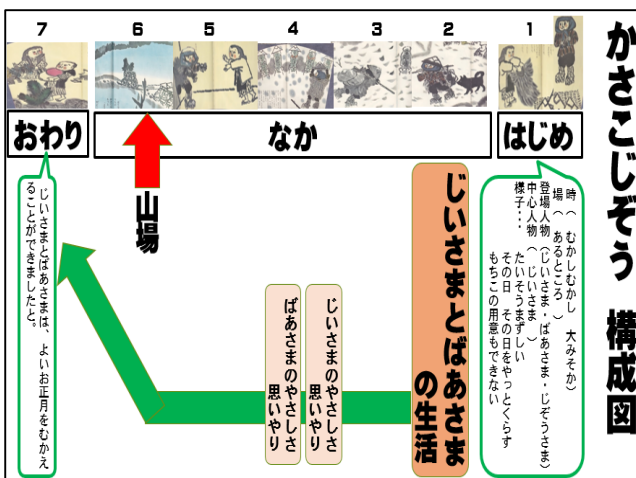 かさこじぞう 構成図
1
2
3
4
5
6
7
はじめ
なか
おわり
時（ むかしむかし 大みそか）
場（ あるところ ）
登場人物（じいさま・ばあさま・じぞうさま）
中心人物（ じいさま ）
様子・・・ たいそうまずしい
その日 その日をやっとくらす
もちこの用意もできない
じいさまとばあさま
の生活
じいさまのやさしさ
思いやり
ばあさまのやさしさ
思いやり
山場
じいさまとばあさまは、よいお正月をむかえ
ることができましたと。